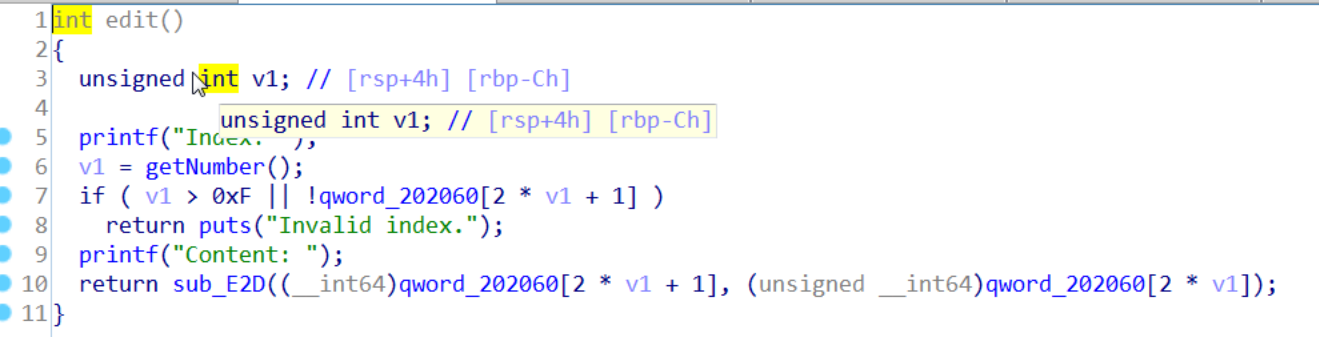 1 int edit()
2 {
3 unsigned int v1; // [rsp+4h] [rbp-Ch]
4
unsigned int v1; // [rsp+4h] [rbp-Ch]
5 printf("Index: ");
6 v1 = getNumber();
7 if ( v1 > 0xF || !qword_202060[2 * v1 + 1] )
8 return puts("Invalid index.");
9 printf("Content: ");
10 return sub_E2D((__int64)qword_202060[2 * v1 + 1], (unsigned __int64)qword_202060[2 * v1]);
11 }